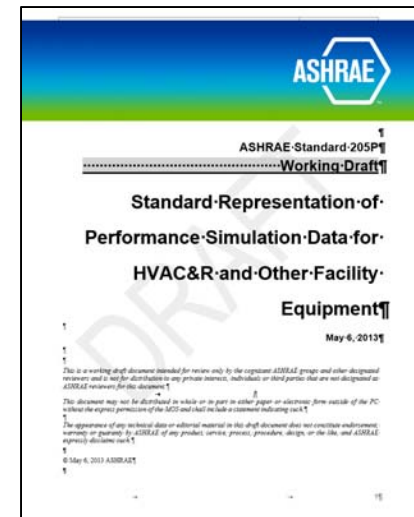 ASHRAE
ASHRAE Standard 205P¶
Working Draft¶
Standard·Representation·of·
Performance·Simulation·Data·for·
HVAC&R·and·Other·Facility·
Equipment¶
May·6,·2013¶
This is a working draft document intended for review only by the cognizant ASHRAE groups and other designated
reviewers and is not for distribution to any private interests, individuals or third parties that are not designated as
ASHRAE reviewers for this document.¶
This document may not be distributed in whole or in part in either paper or electronic form outside of the PC
without the express permission of the MOS and shall include a statement indicating such.¶
The appearance of any technical data or editorial material in this draft document does not constitute endorsement,
warranty or guaranty by ASHRAE of any product, service, process, procedure, design, or the like, and ASHRAE
expressly disclaims such.¶
© May 6, 2013 ASHRAE¶
DRAFT